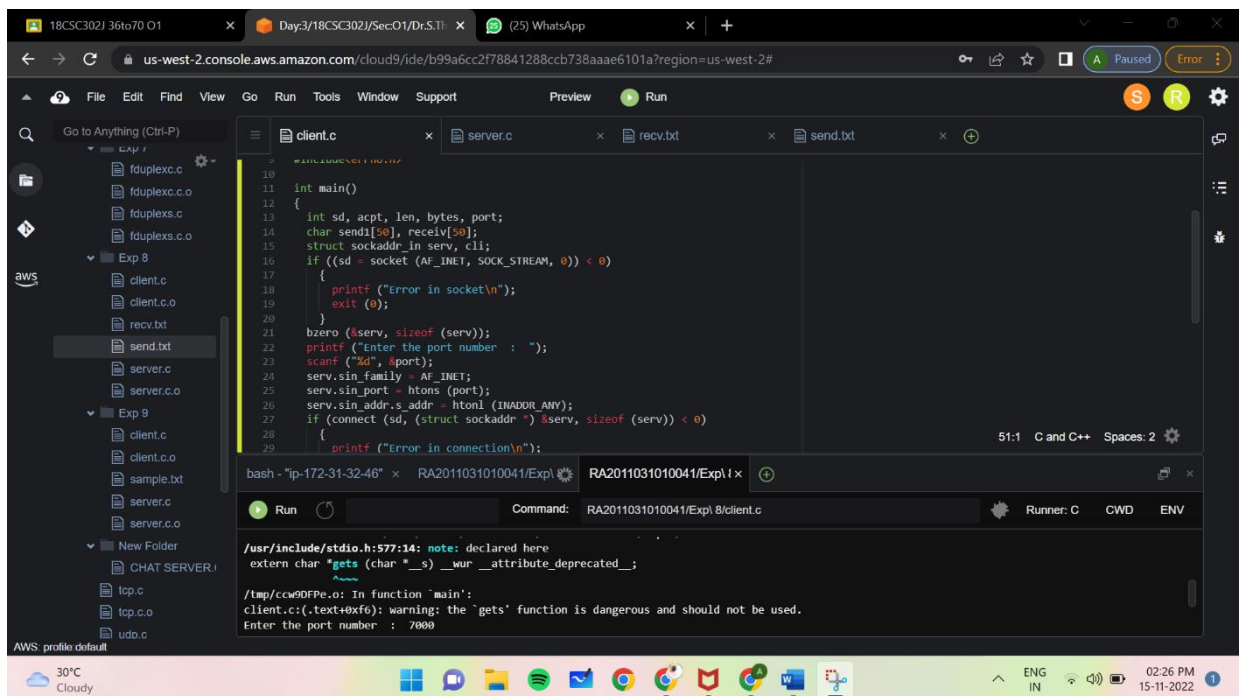 18CSC302J 36to70 O1
Day:3/18CSC302J/Sec:O1/Dr.S.Th
(25) WhatsApp
us-west-2.console.aws.amazon.com/cloud9/ide/b99a6cc2f78841288ccb738aaae6101a?region=us-west-2#
A Paused Error
File Edit Find View Go Run Tools Window Support Preview Run
S R
Go to Anything (Ctrl-P)
client.c server.c recv.txt send.txt
Exp 7
fduplexc.c
fduplexc.c.o
fduplexs.c
fduplexs.c.o
Exp 8
client.c
client.c.o
recv.txt
send.txt
server.c
server.c.o
Exp 9
client.c
client.c.o
sample.txt
server.c
server.c.o
New Folder
CHAT SERVER.
tcp.c
tcp.c.o
udp.c
aws
AWS: profile:default
9 #include<errno.h>
10
11 int main()
12 {
13 int sd, acpt, len, bytes, port;
14 char send1[50], receiv[50];
15 struct sockaddr_in serv, cli;
16 if ((sd = socket (AF_INET, SOCK_STREAM, 0)) < 0)
17 {
18 printf ("Error in socket\n");
19 exit (0);
20 }
21 bzero (&serv, sizeof (serv));
22 printf ("Enter the port number : ");
23 scanf ("%d", &port);
24 serv.sin_family = AF_INET;
25 serv.sin_port = htons (port);
26 serv.sin_addr.s_addr = htonl (INADDR_ANY);
27 if (connect (sd, (struct sockaddr *) &serv, sizeof (serv)) < 0)
28 {
29 printf ("Error in connection\n");
51:1 C and C++ Spaces: 2
bash - "ip-172-31-32-46" RA2011031010041/Exp\ RA2011031010041/Exp\
Run Command: RA2011031010041/Exp\ 8/client.c Runner: C CWD ENV
/usr/include/stdio.h:577:14: note: declared here
extern char *gets (char *__s) __wur __attribute_deprecated__;
^~~~
/tmp/ccw9DFPe.o: In function `main':
client.c:(.text+0xf6): warning: the `gets' function is dangerous and should not be used.
Enter the port number : 7000
30°C
Cloudy
ENG
IN
02:26 PM
15-11-2022
1